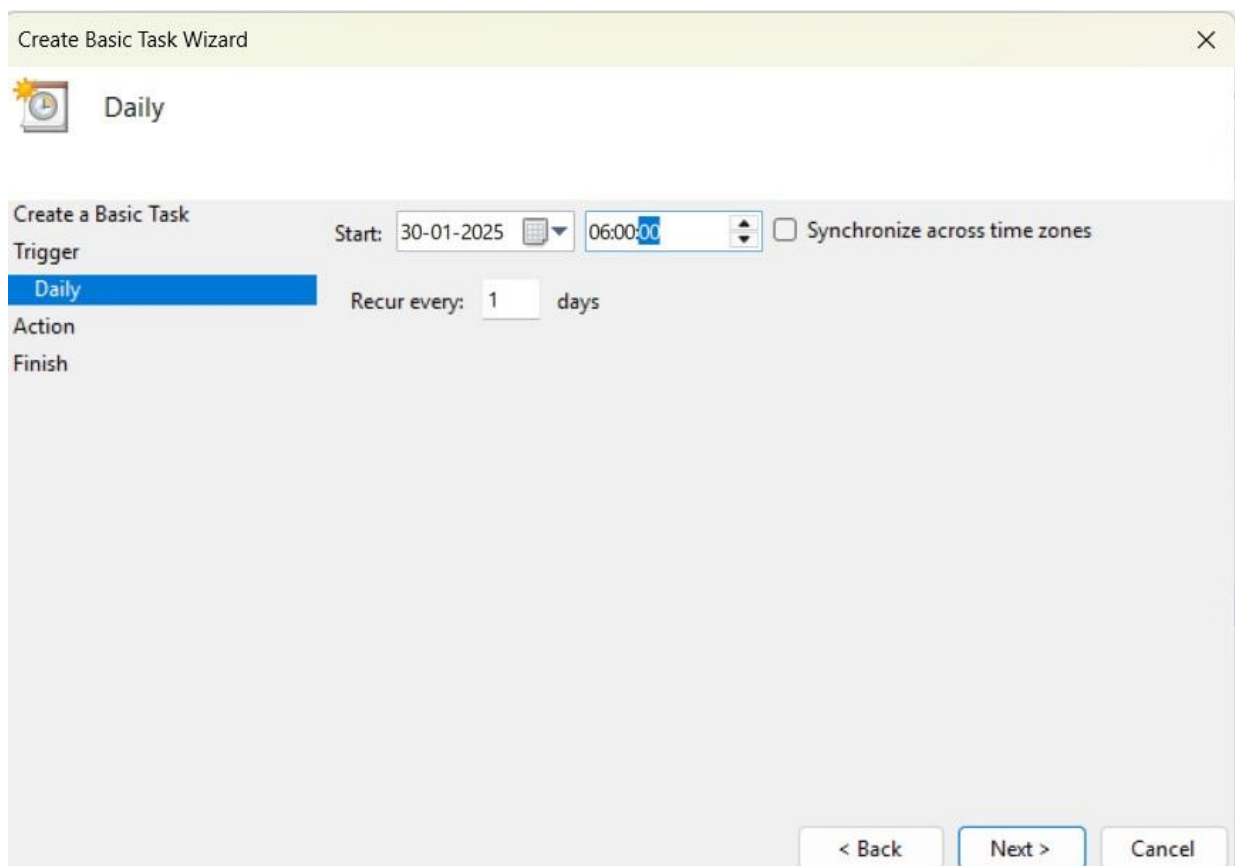 Create Basic Task Wizard
Daily
Create a Basic Task
Trigger
Daily
Action
Finish
Start: 30-01-2025 06:00:00 Synchronize across time zones
Recur every: 1 days
< Back Next > Cancel